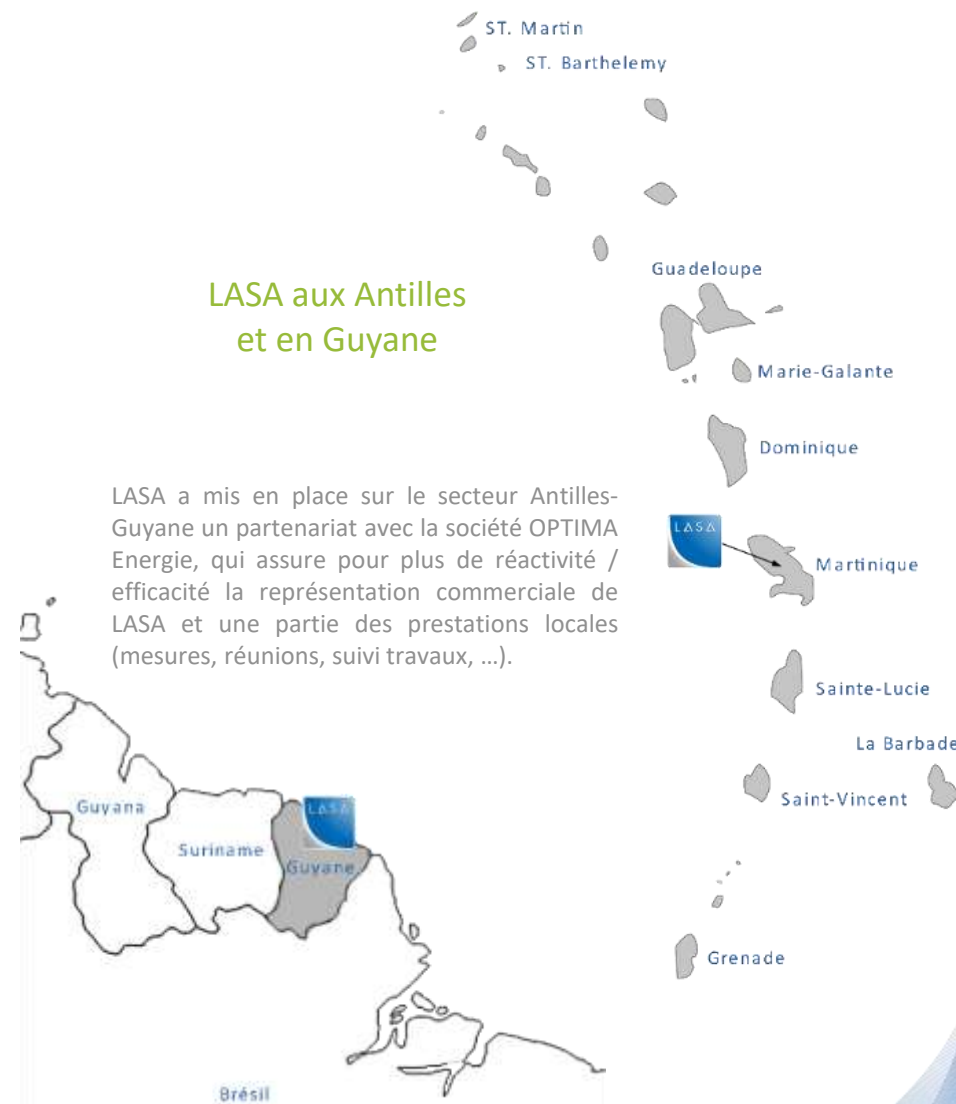 ST. Martin
ST. Barthelemy
Guadeloupe
LASA aux Antilles
et en Guyane
Marie-Galante
Dominique
LASA a mis en place sur le secteur Antilles-
Guyane un partenariat avec la société OPTIMA
Energie, qui assure pour plus de réactivité /
efficacité la représentation commerciale de
LASA et une partie des prestations locales
(mesures, réunions, suivi travaux, ...).
LASA
Martinique
Sainte-Lucie
La Barbade
Saint-Vincent
Guyana
Suriname
LASA
Guyane
Grenade
Brésil